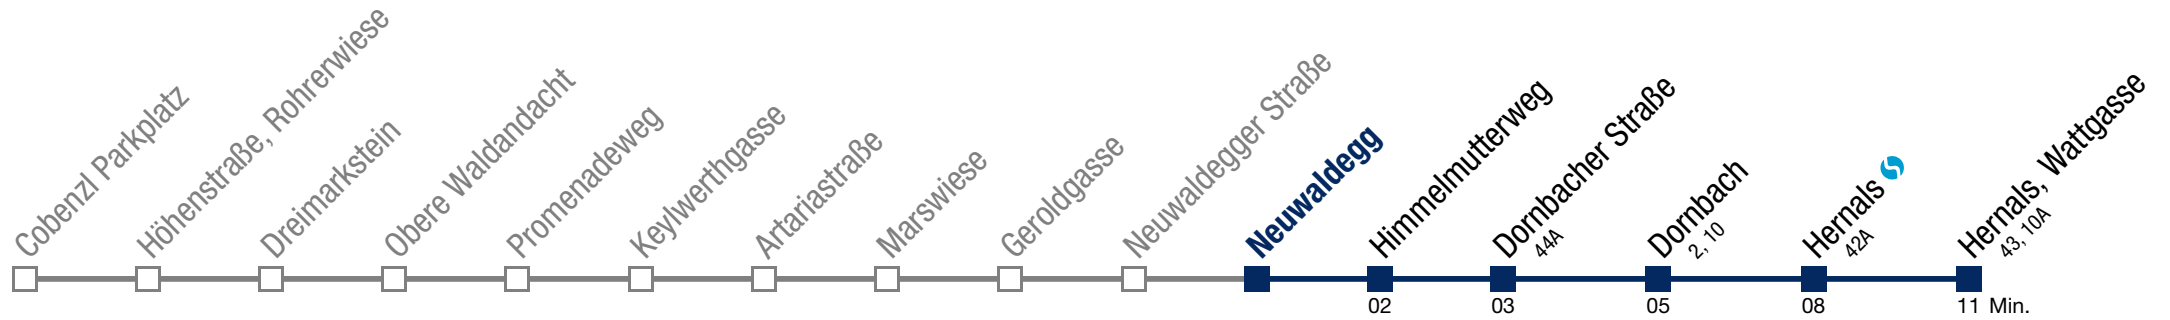 Cobenzl Parkplatz
Höhenstraße, Rohrerwiese
Dreimarkstein
Obere Waldandacht
Promenadeweg
Keylwerthgasse
Artariastraße
Marswiese
Geroldgasse
Neuwaldegger Straße
Neuwaldegg
Himmelmutterweg
Dornbacher Straße
44A
Dornbach
2, 10
Hernals
42A
Hernals, Wattgasse
43, 10A
02 03 05 08 11 Min.